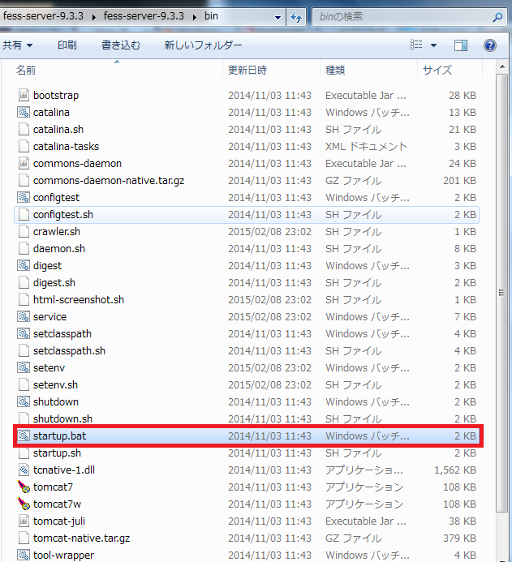 fess-server-9.3.3 ▸ fess-server-9.3.3 ▸ bin binの検索
共有 ▼ 印刷 書き込む 新しいフォルダー
名前 更新日時 種類 サイズ
bootstrap 2014/11/03 11:43 Executable Jar ... 28 KB
catalina 2014/11/03 11:43 Windows バッチ... 13 KB
catalina.sh 2014/11/03 11:43 SH ファイル 21 KB
catalina-tasks 2014/11/03 11:43 XML ドキュメント 3 KB
commons-daemon 2014/11/03 11:43 Executable Jar ... 24 KB
commons-daemon-native.tar.gz 2014/11/03 11:43 GZ ファイル 201 KB
configtest 2014/11/03 11:43 Windows バッチ... 2 KB
configtest.sh 2014/11/03 11:43 SH ファイル 2 KB
crawler.sh 2015/02/08 23:02 SH ファイル 1 KB
daemon.sh 2014/11/03 11:43 SH ファイル 8 KB
digest 2014/11/03 11:43 Windows バッチ... 3 KB
digest.sh 2014/11/03 11:43 SH ファイル 2 KB
html-screenshot.sh 2015/02/08 23:02 SH ファイル 1 KB
service 2014/11/03 11:43 Windows バッチ... 7 KB
setclasspath 2014/11/03 11:43 Windows バッチ... 4 KB
setclasspath.sh 2014/11/03 11:43 SH ファイル 4 KB
setenv 2015/02/08 23:02 Windows バッチ... 2 KB
setenv.sh 2015/02/08 23:02 SH ファイル 2 KB
shutdown 2014/11/03 11:43 Windows バッチ... 2 KB
shutdown.sh 2014/11/03 11:43 SH ファイル 2 KB
startup.bat 2014/11/03 11:43 Windows バッチ... 2 KB
startup.sh 2014/11/03 11:43 SH ファイル 2 KB
tcnative-1.dll 2014/11/03 11:43 アプリケーショ... 1,562 KB
tomcat7 2014/11/03 11:43 アプリケーション 108 KB
tomcat7w 2014/11/03 11:43 アプリケーション 108 KB
tomcat-juli 2014/11/03 11:43 Executable Jar ... 38 KB
tomcat-native.tar.gz 2014/11/03 11:43 GZ ファイル 379 KB
tool-wrapper 2014/11/03 11:43 Windows バッチ... 4 KB